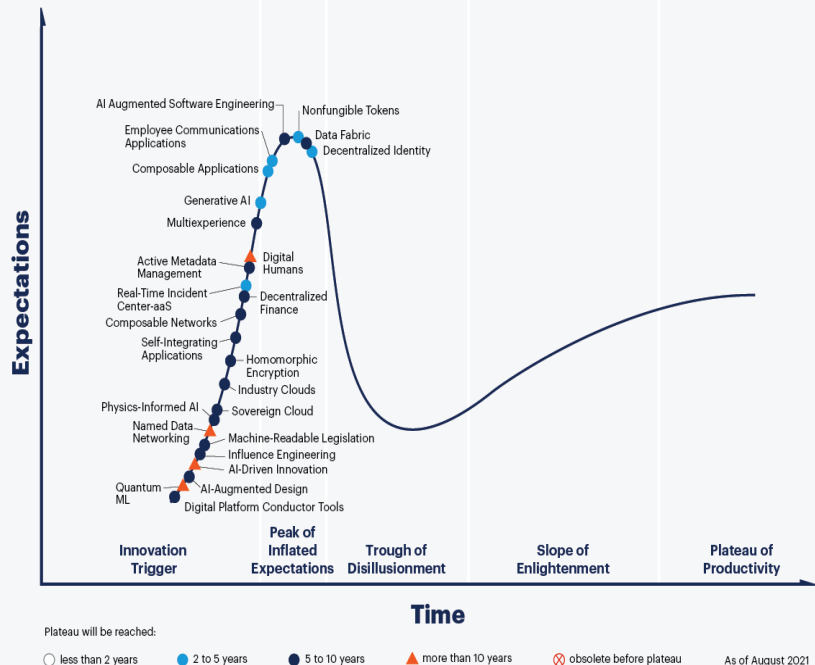 AI Augmented Software Engineering
Nonfungible Tokens
Employee Communications
Applications
Data Fabric
Decentralized Identity
Composable Applications
Generative AI
Multiexperience
Active Metadata
Management
Digital
Humans
Real-Time Incident
Center-aaS
Decentralized
Finance
Composable Networks
Self-Integrating
Applications
Homomorphic
Encryption
Industry Clouds
Physics-Informed AI
Sovereign Cloud
Named Data
Networking
Machine-Readable Legislation
Influence Engineering
AI-Driven Innovation
Quantum
ML
AI-Augmented Design
Digital Platform Conductor Tools
Expectations
Innovation
Trigger
Peak of
Inflated
Expectations
Trough of
Disillusionment
Slope of
Enlightenment
Plateau of
Productivity
Time
Plateau will be reached:
less than 2 years
2 to 5 years
5 to 10 years
more than 10 years
obsolete before plateau
As of August 2021